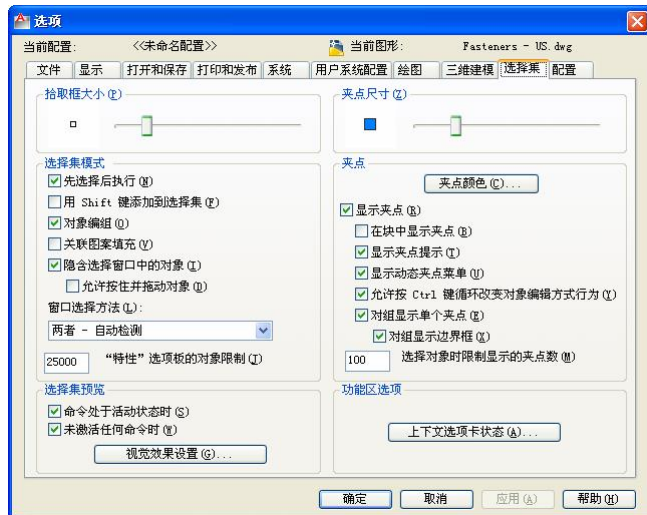 选项
当前配置: <<未命名配置>> 当前图形: Fasteners - US.dwg
文件 显示 打开和保存 打印和发布 系统 用户系统配置 绘图 三维建模 选择集 配置
拾取框大小(P)
夹点尺寸(Z)
选择集模式
先选择后执行(N)
用 Shift 键添加到选择集(F)
对象编组(O)
关联图案填充(V)
隐含选择窗口中的对象(I)
允许按住并拖动对象(D)
窗口选择方法(L):
两者 - 自动检测
25000 “特性”选项板的对象限制(J)
夹点
夹点颜色(C)...
显示夹点(R)
在块中显示夹点(B)
显示夹点提示(T)
显示动态夹点菜单(U)
允许按 Ctrl 键循环改变对象编辑方式行为(Y)
对组显示单个夹点(E)
对组显示边界框(X)
100 选择对象时限制显示的夹点数(M)
选择集预览
命令处于活动状态时(S)
未激活任何命令时(W)
视觉效果设置(G)...
功能区选项
上下文选项卡状态(A)...
确定 取消 应用(A) 帮助(H)